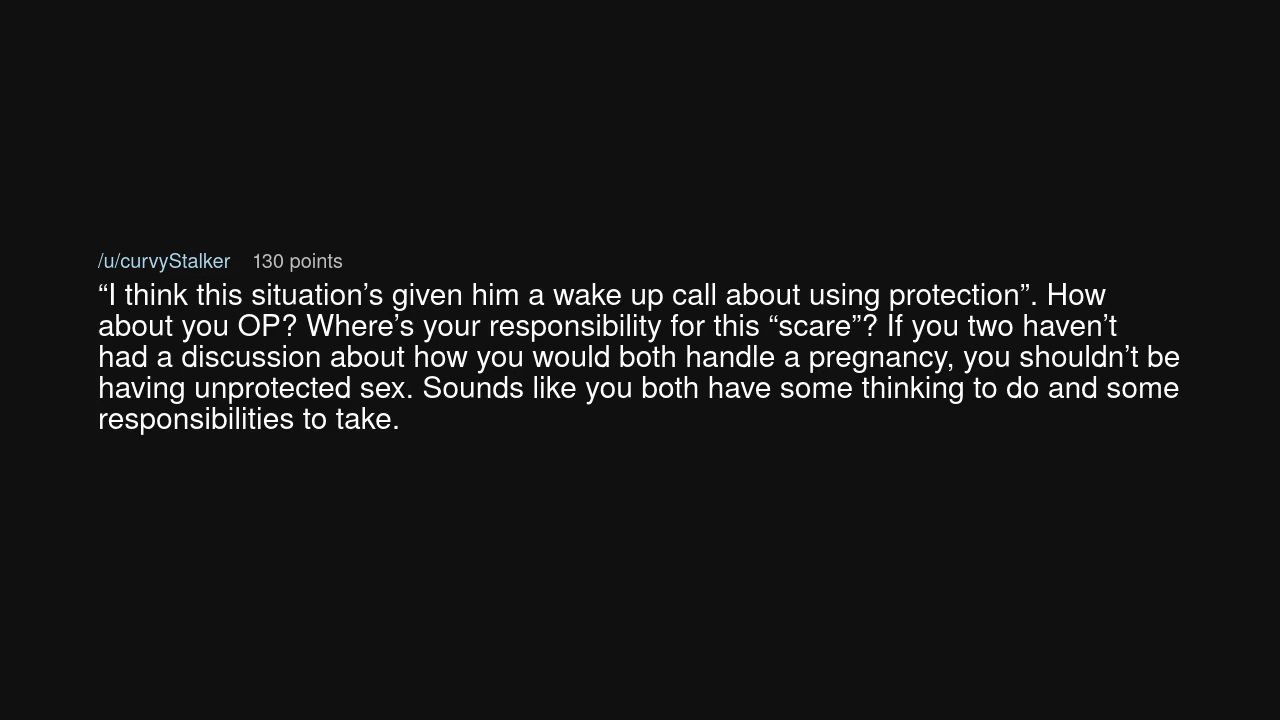 /u/curvyStalker 130 points
“I think this situation’s given him a wake up call about using protection”. How
about you OP? Where’s your responsibility for this “scare”? If you two haven’t
had a discussion about how you would both handle a pregnancy, you shouldn’t be
having unprotected sex. Sounds like you both have some thinking to do and some
responsibilities to take.